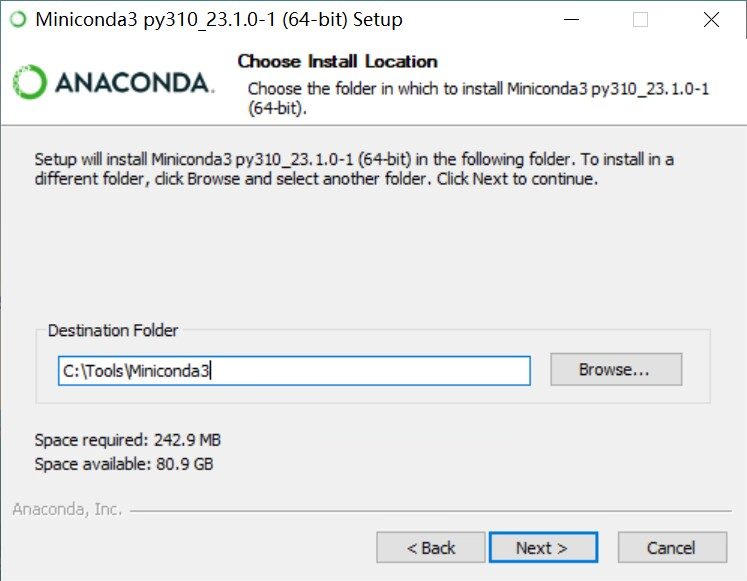 Miniconda3 py310_23.1.0-1 (64-bit) Setup
ANACONDA.
Choose Install Location
Choose the folder in which to install Miniconda3 py310_23.1.0-1
(64-bit).
Setup will install Miniconda3 py310_23.1.0-1 (64-bit) in the following folder. To install in a
different folder, click Browse and select another folder. Click Next to continue.
Destination Folder
C:\Tools\Miniconda3
Browse...
Space required: 242.9 MB
Space available: 80.9 GB
Anaconda, Inc.
< Back
Next >
Cancel